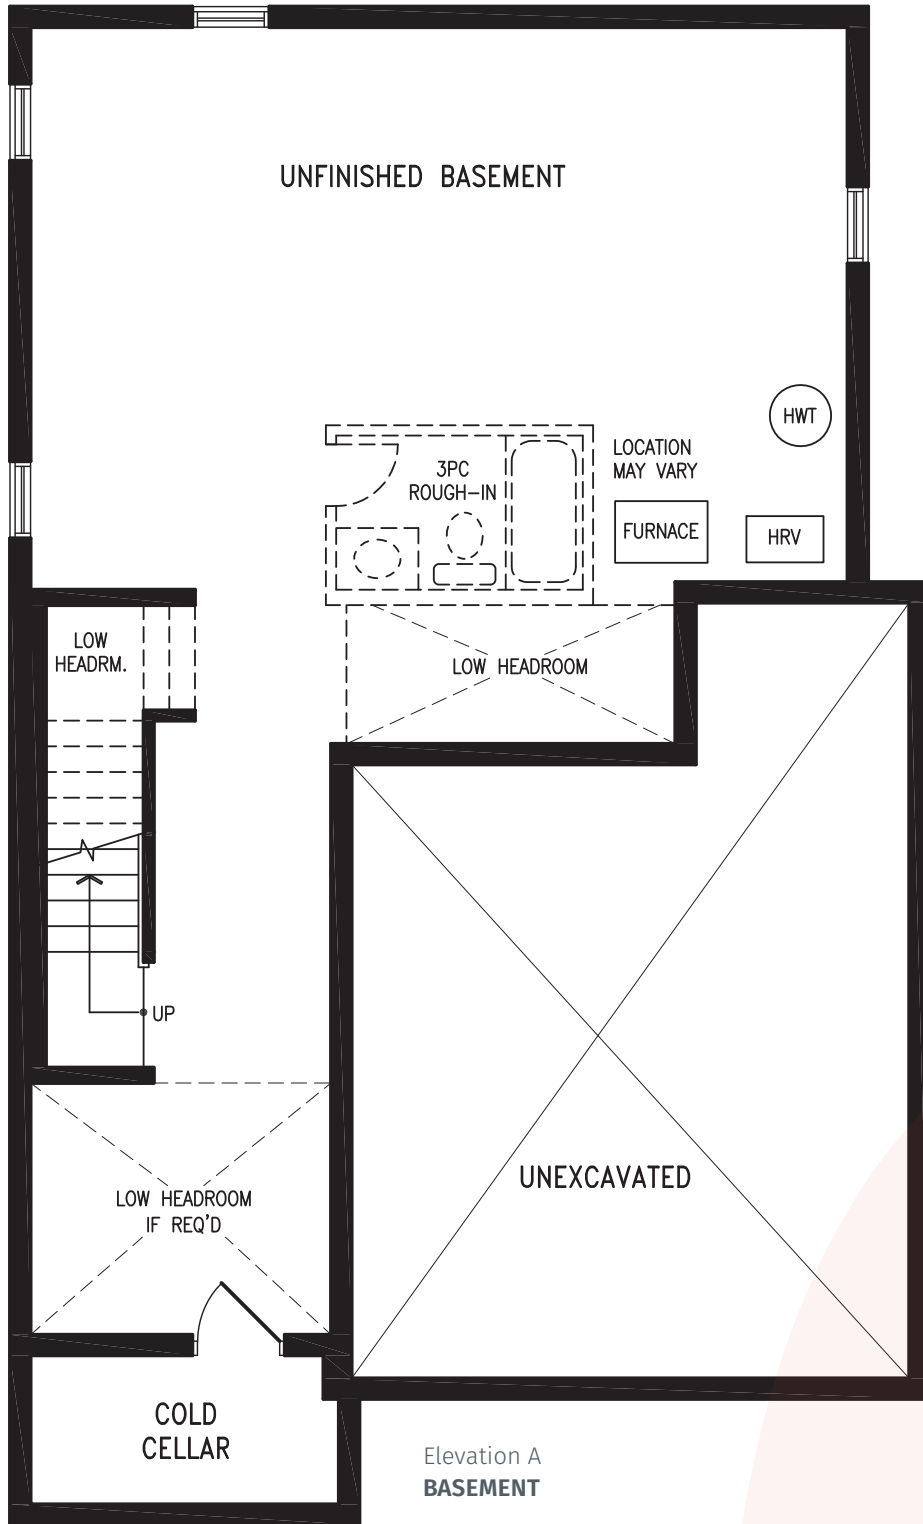 UNFINISHED BASEMENT
HWT
LOCATION
MAY VARY
3PC
ROUGH-IN
FURNACE
HRV
LOW
HEADRM.
LOW HEADROOM
UP
UNEXCAVATED
LOW HEADROOM
IF REQ'D
COLD
CELLAR
Elevation A
BASEMENT